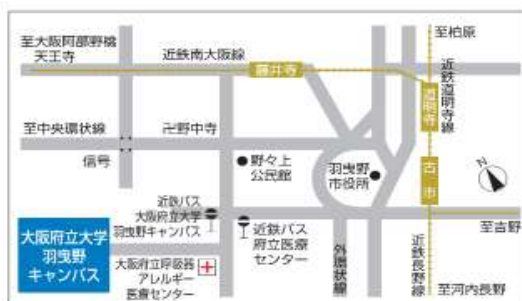 至大阪阿部野橋
天王寺
近鉄南大阪線
藤井寺
至柏原
近鉄道明寺線
道明寺
至中央環状線
卍野中寺
信号
野々上
公民館
羽曳野
市役所
古市
N
近鉄バス
大阪府立大学
羽曳野キャンパス
近鉄バス
府立医療
センター
至吉野
大阪府立大学
羽曳野
キャンパス
大阪府立呼吸器
アレルギー
医療センター
外環状線
近鉄長野線
至河内長野